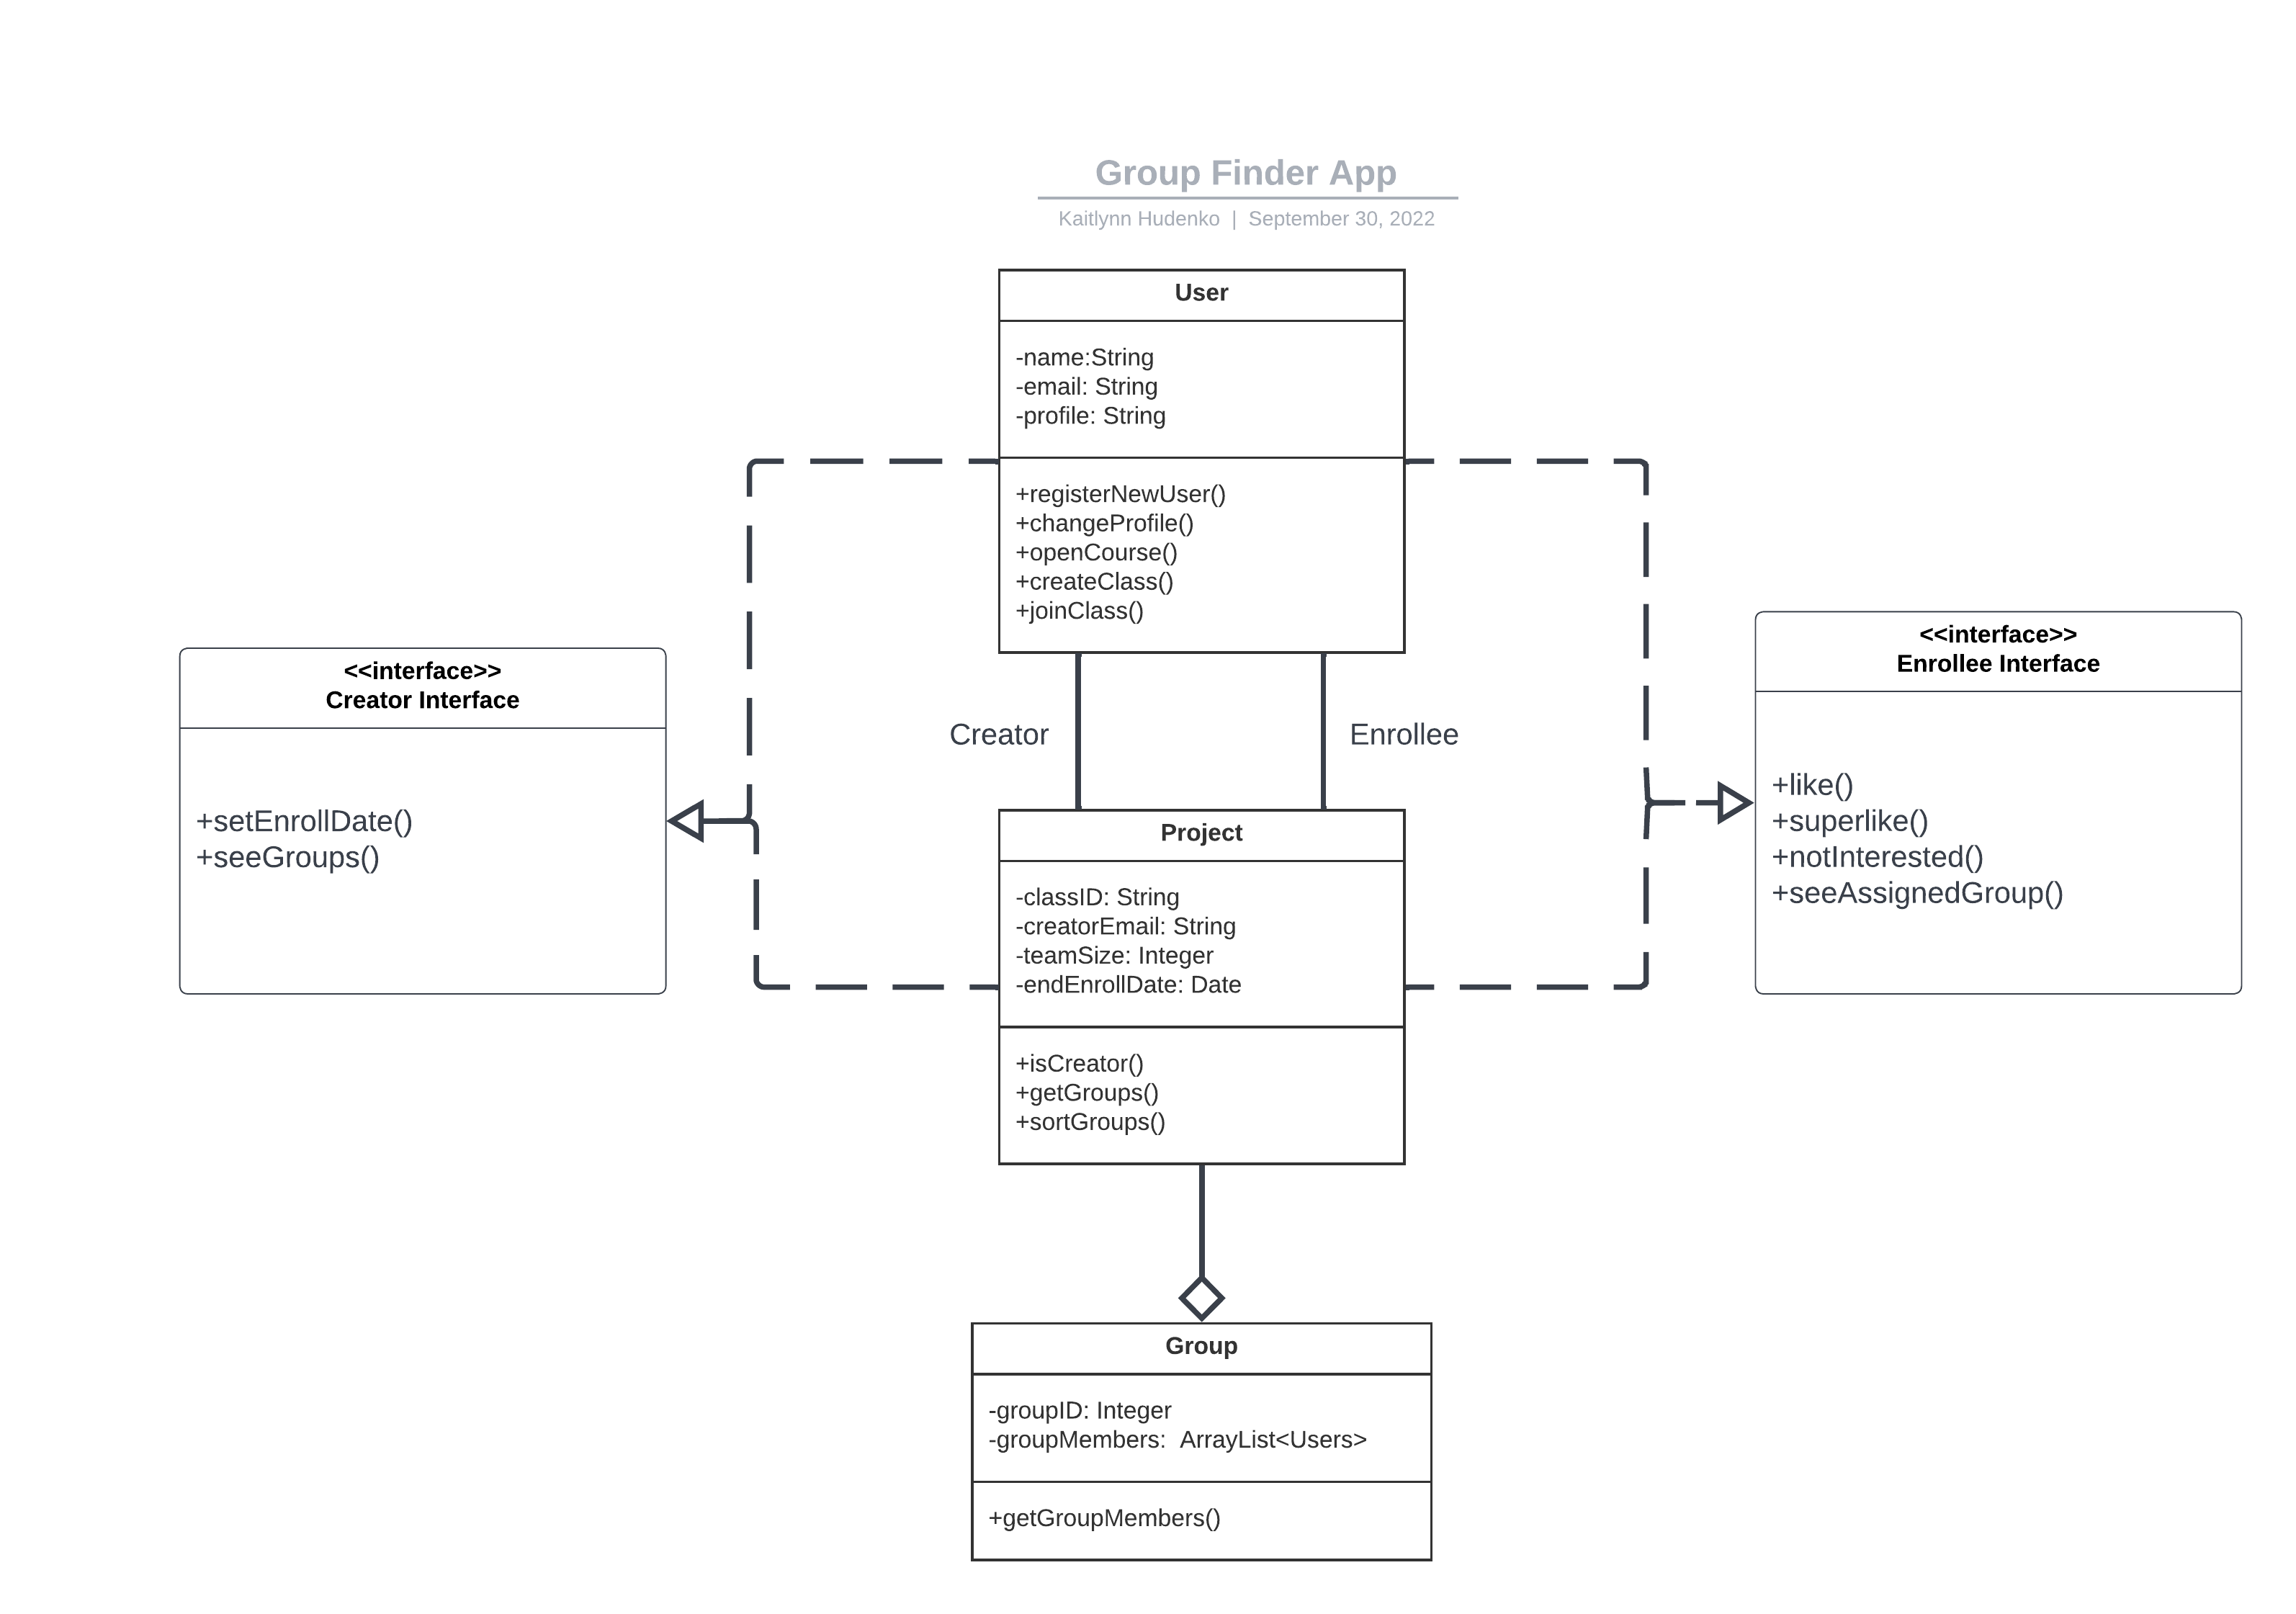 Group Finder App
Kaitlynn Hudenko | September 30, 2022
User
-name:String
-email: String
-profile: String
+registerNewUser()
+changeProfile()
+openCourse()
+createClass()
+joinClass()
<<interface>>
Creator Interface
+setEnrollDate()
+seeGroups()
Creator
Enrollee
<<interface>>
Enrollee Interface
+like()
+superlike()
+notInterested()
+seeAssignedGroup()
Project
-classID: String
-creatorEmail: String
-teamSize: Integer
-endEnrollDate: Date
+isCreator()
+getGroups()
+sortGroups()
Group
-groupID: Integer
-groupMembers:  ArrayList<Users>
+getGroupMembers()